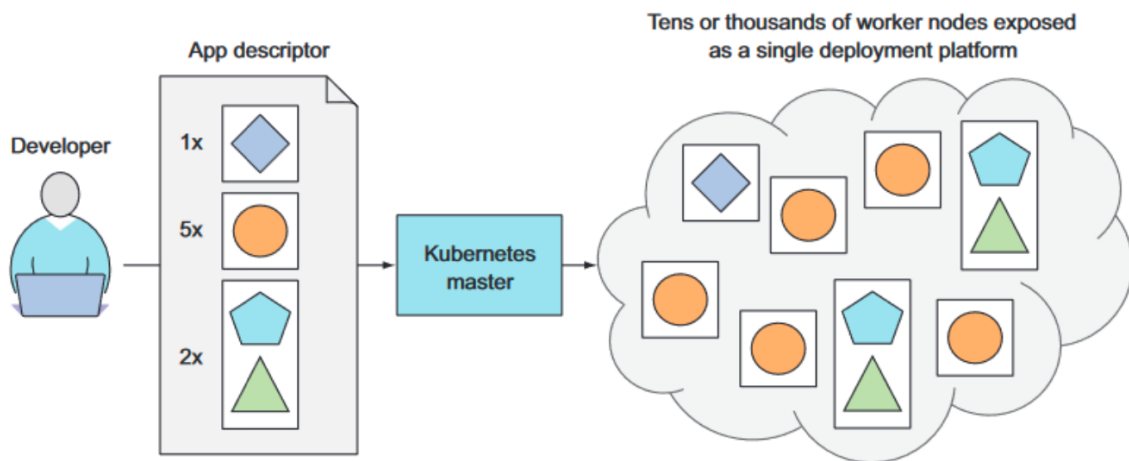 Tens or thousands of worker nodes exposed
as a single deployment platform
App descriptor
Developer
1x
5x
2x
Kubernetes
master